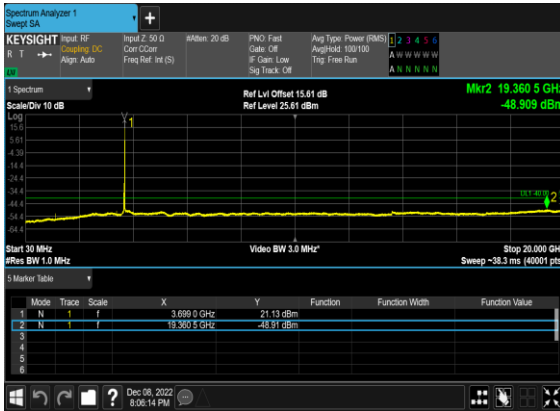 Spectrum Analyzer 1
Swept SA
+
KEYSIGHT Input: RF Input Z: 50 Ω #Atten: 20 dB PNO: Fast Avg Type: Power (RMS) 1 2 3 4 5 6
R T Coupling: DC Corr CCorr Gate: Off Avg|Hold: 100/100 A W W W W W
Align: Auto Freq Ref: Int (S) IF Gain: Low Trig: Free Run
Sig Track: Off A N N N N N
1 Spectrum Ref Lvl Offset 15.61 dB Mkr2 19.360 5 GHz
Scale/Div 10 dB Ref Level 25.61 dBm -48.909 dBm
Log
15.6
5.61
-4.39
-14.4
-24.4
-34.4
-44.4
-54.4
-64.4
1
DL1 -40.00
2
Start 30 MHz Video BW 3.0 MHz* Stop 20.000 GHz
#Res BW 1.0 MHz Sweep ~38.3 ms (40001 pts)
5 Marker Table
Mode Trace Scale X Y Function Function Width Function Value
1 N 1 f 3.699 0 GHz 21.13 dBm
2 N 1 f 19.360 5 GHz -48.91 dBm
3
4
5
6
? Dec 08, 2022
8:06:14 PM